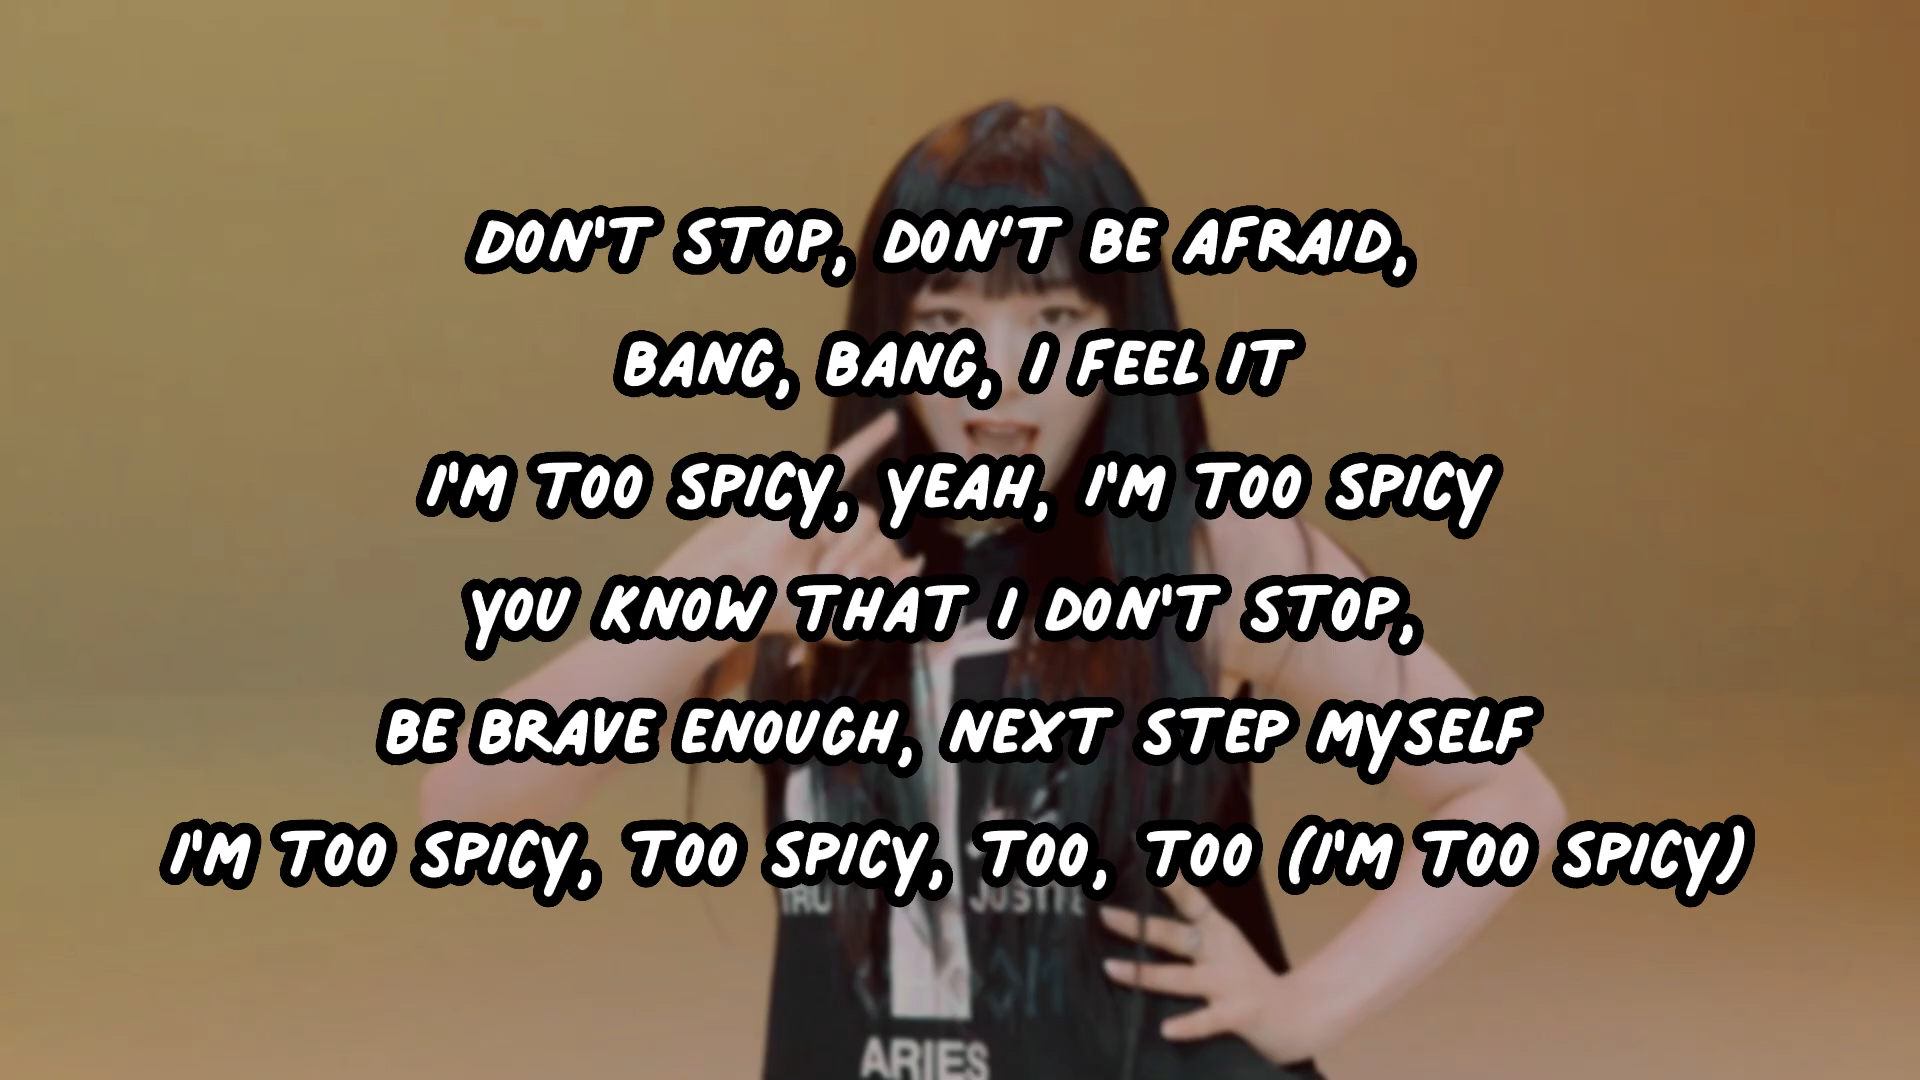 DON'T STOP, DON'T BE AFRAID,
BANG, BANG, I FEEL IT
I'M TOO SPICY, YEAH, I'M TOO SPICY
YOU KNOW THAT I DON'T STOP,
BE BRAVE ENOUGH, NEXT STEP MYSELF
I'M TOO SPICY, TOO SPICY, TOO, TOO (I'M TOO SPICY)
ARIES